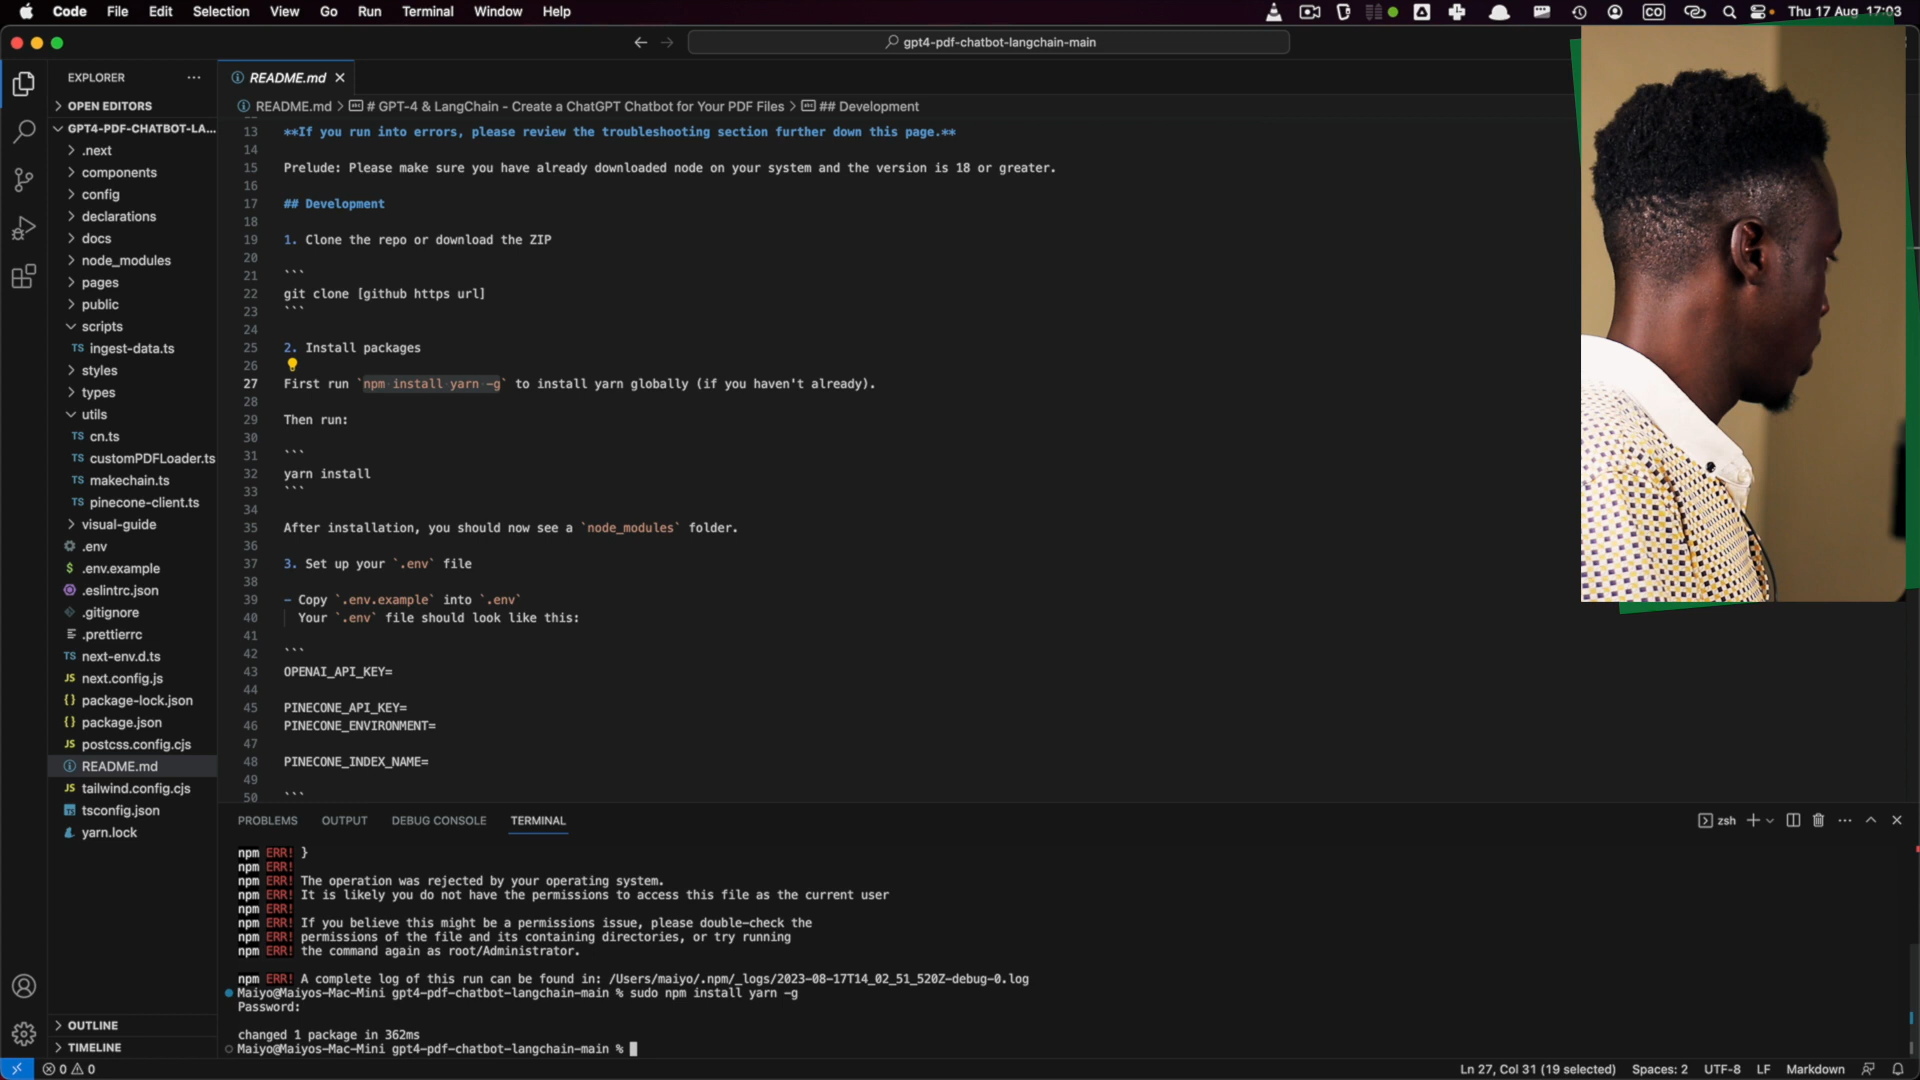 Code File Edit Selection View Go Run Terminal Window Help
CO
Thu 17 Aug 17:03
gpt4-pdf-chatbot-langchain-main
EXPLORER
README.md
OPEN EDITORS
README.md > # GPT-4 & LangChain - Create a ChatGPT Chatbot for Your PDF Files > ## Development
GPT4-PDF-CHATBOT-LA...
.next
components
config
declarations
docs
node_modules
pages
public
scripts
TS ingest-data.ts
styles
types
utils
TS cn.ts
TS customPDFLoader.ts
TS makechain.ts
TS pinecone-client.ts
visual-guide
.env
$ .env.example
.eslintrc.json
.gitignore
.prettierrc
TS next-env.d.ts
JS next.config.js
{} package-lock.json
{} package.json
JS postcss.config.cjs
README.md
JS tailwind.config.cjs
tsconfig.json
yarn.lock
OUTLINE
TIMELINE
13 **If you run into errors, please review the troubleshooting section further down this page.**
14
15 Prelude: Please make sure you have already downloaded node on your system and the version is 18 or greater.
16
17 ## Development
18
19 1. Clone the repo or download the ZIP
20
21 ```
22 git clone [github https url]
23 ```
24
25 2. Install packages
26
27 First run `npm install yarn -g` to install yarn globally (if you haven't already).
28
29 Then run:
30
31 ```
32 yarn install
33 ```
34
35 After installation, you should now see a `node_modules` folder.
36
37 3. Set up your `.env` file
38
39 - Copy `.env.example` into `.env`
40 Your `.env` file should look like this:
41
42 ```
43 OPENAI_API_KEY=
44
45 PINECONE_API_KEY=
46 PINECONE_ENVIRONMENT=
47
48 PINECONE_INDEX_NAME=
49
50 ```
PROBLEMS OUTPUT DEBUG CONSOLE TERMINAL
zsh
npm ERR! }
npm ERR!
npm ERR! The operation was rejected by your operating system.
npm ERR! It is likely you do not have the permissions to access this file as the current user
npm ERR!
npm ERR! If you believe this might be a permissions issue, please double-check the
npm ERR! permissions of the file and its containing directories, or try running
npm ERR! the command again as root/Administrator.
npm ERR! A complete log of this run can be found in: /Users/maiyo/.npm/_logs/2023-08-17T14_02_51_520Z-debug-0.log
Maiyo@Maiyos-Mac-Mini gpt4-pdf-chatbot-langchain-main % sudo npm install yarn -g
Password:
changed 1 package in 362ms
Maiyo@Maiyos-Mac-Mini gpt4-pdf-chatbot-langchain-main %
0 0
Ln 27, Col 31 (19 selected) Spaces: 2 UTF-8 LF Markdown